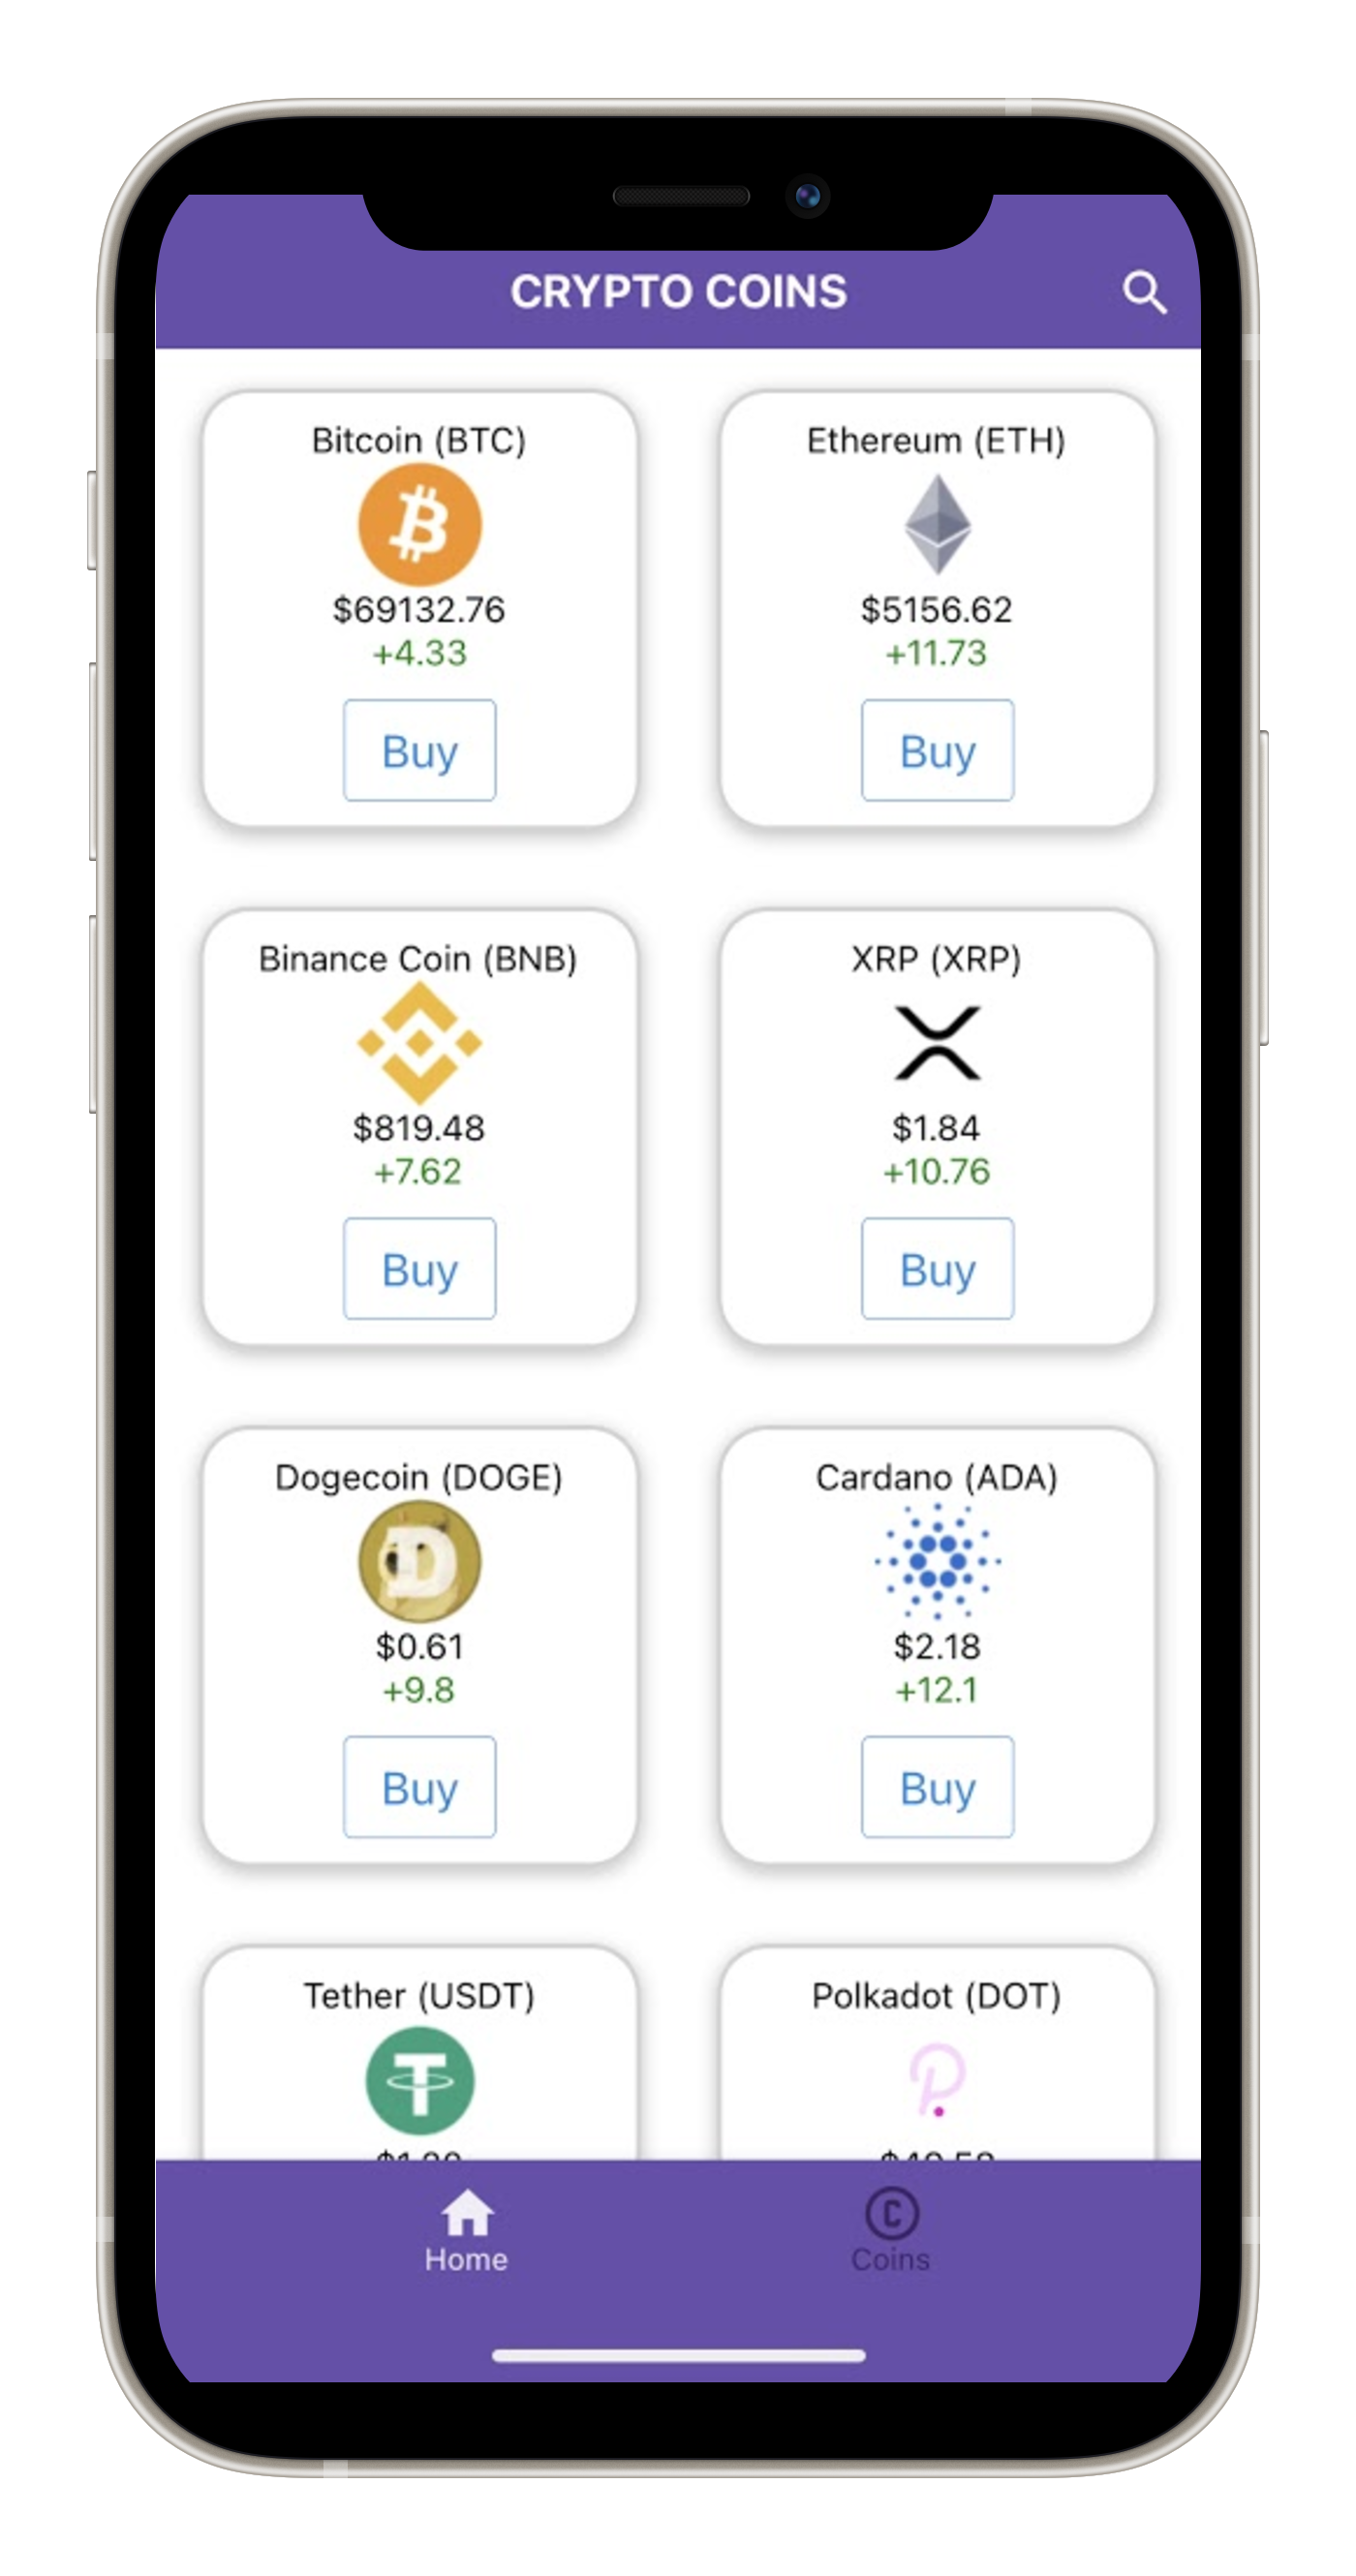 CRYPTO COINS
Bitcoin (BTC)
$69132.76
+4.33
Buy
Ethereum (ETH)
$5156.62
+11.73
Buy
Binance Coin (BNB)
$819.48
+7.62
Buy
XRP (XRP)
$1.84
+10.76
Buy
Dogecoin (DOGE)
$0.61
+9.8
Buy
Cardano (ADA)
$2.18
+12.1
Buy
Tether (USDT)
Polkadot (DOT)
Home
Coins